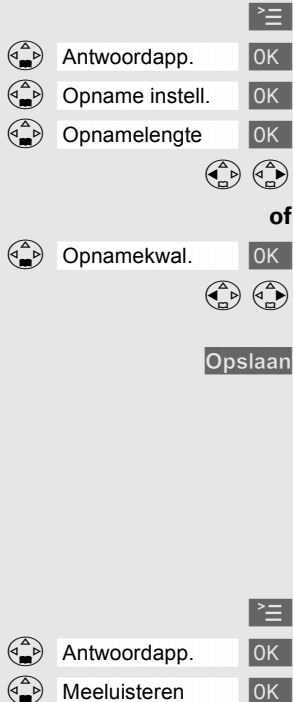 Antwoordapp. OK
Opname instell. OK
Opnamelengte OK
of
Opnamekwal. OK
Opslaan
Antwoordapp. OK
Meeluisteren OK